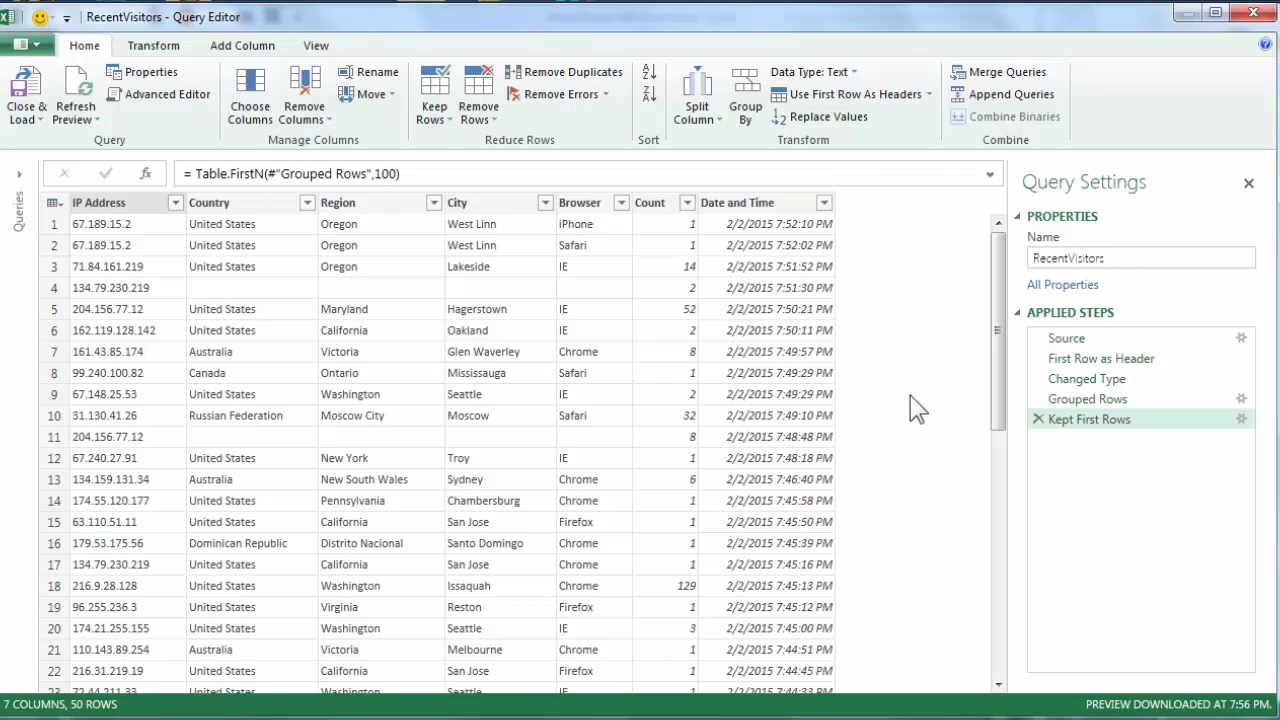 RecentVisitors - Query Editor
Home Transform Add Column View
Close & Load
Refresh Preview
Properties
Advanced Editor
Query
Choose Columns
Remove Columns
Rename
Move
Manage Columns
Keep Rows
Remove Rows
Remove Duplicates
Remove Errors
Reduce Rows
Sort
Split Column
Group By
Data Type: Text
Use First Row As Headers
Replace Values
Transform
Merge Queries
Append Queries
Combine Binaries
Combine
Queries
= Table.FirstN(#"Grouped Rows",100)
IP Address Country Region City Browser Count Date and Time
1 67.189.15.2 United States Oregon West Linn iPhone 1 2/2/2015 7:52:10 PM
2 67.189.15.2 United States Oregon West Linn Safari 1 2/2/2015 7:52:02 PM
3 71.84.161.219 United States Oregon Lakeside IE 14 2/2/2015 7:51:52 PM
4 134.79.230.219 2 2/2/2015 7:51:30 PM
5 204.156.77.12 United States Maryland Hagerstown IE 52 2/2/2015 7:50:21 PM
6 162.119.128.142 United States California Oakland IE 2 2/2/2015 7:50:11 PM
7 161.43.85.174 Australia Victoria Glen Waverley Chrome 8 2/2/2015 7:49:57 PM
8 99.240.100.82 Canada Ontario Mississauga Safari 1 2/2/2015 7:49:29 PM
9 67.148.25.53 United States Washington Seattle IE 2 2/2/2015 7:49:29 PM
10 31.130.41.26 Russian Federation Moscow City Moscow Safari 32 2/2/2015 7:49:10 PM
11 204.156.77.12 8 2/2/2015 7:48:48 PM
12 67.240.27.91 United States New York Troy IE 1 2/2/2015 7:48:18 PM
13 134.159.131.34 Australia New South Wales Sydney Chrome 6 2/2/2015 7:46:40 PM
14 174.55.120.177 United States Pennsylvania Chambersburg Chrome 1 2/2/2015 7:45:58 PM
15 63.110.51.11 United States California San Jose Firefox 1 2/2/2015 7:45:50 PM
16 179.53.175.56 Dominican Republic Distrito Nacional Santo Domingo Chrome 1 2/2/2015 7:45:39 PM
17 134.79.230.219 United States California San Jose Chrome 1 2/2/2015 7:45:16 PM
18 216.9.28.128 United States Washington Issaquah Chrome 129 2/2/2015 7:45:13 PM
19 96.255.236.3 United States Virginia Reston Firefox 1 2/2/2015 7:45:12 PM
20 174.21.255.155 United States Washington Seattle IE 3 2/2/2015 7:45:00 PM
21 110.143.89.254 Australia Victoria Melbourne Chrome 1 2/2/2015 7:44:51 PM
22 216.31.219.19 United States California San Jose Firefox 1 2/2/2015 7:44:45 PM
23 72.44.211.33 United States Washington Seattle IE 1 2/2/2015 7:44:33 PM
Query Settings
PROPERTIES
Name
RecentVisitors
All Properties
APPLIED STEPS
Source
First Row as Header
Changed Type
Grouped Rows
Kept First Rows
7 COLUMNS, 50 ROWS
PREVIEW DOWNLOADED AT 7:56 PM.